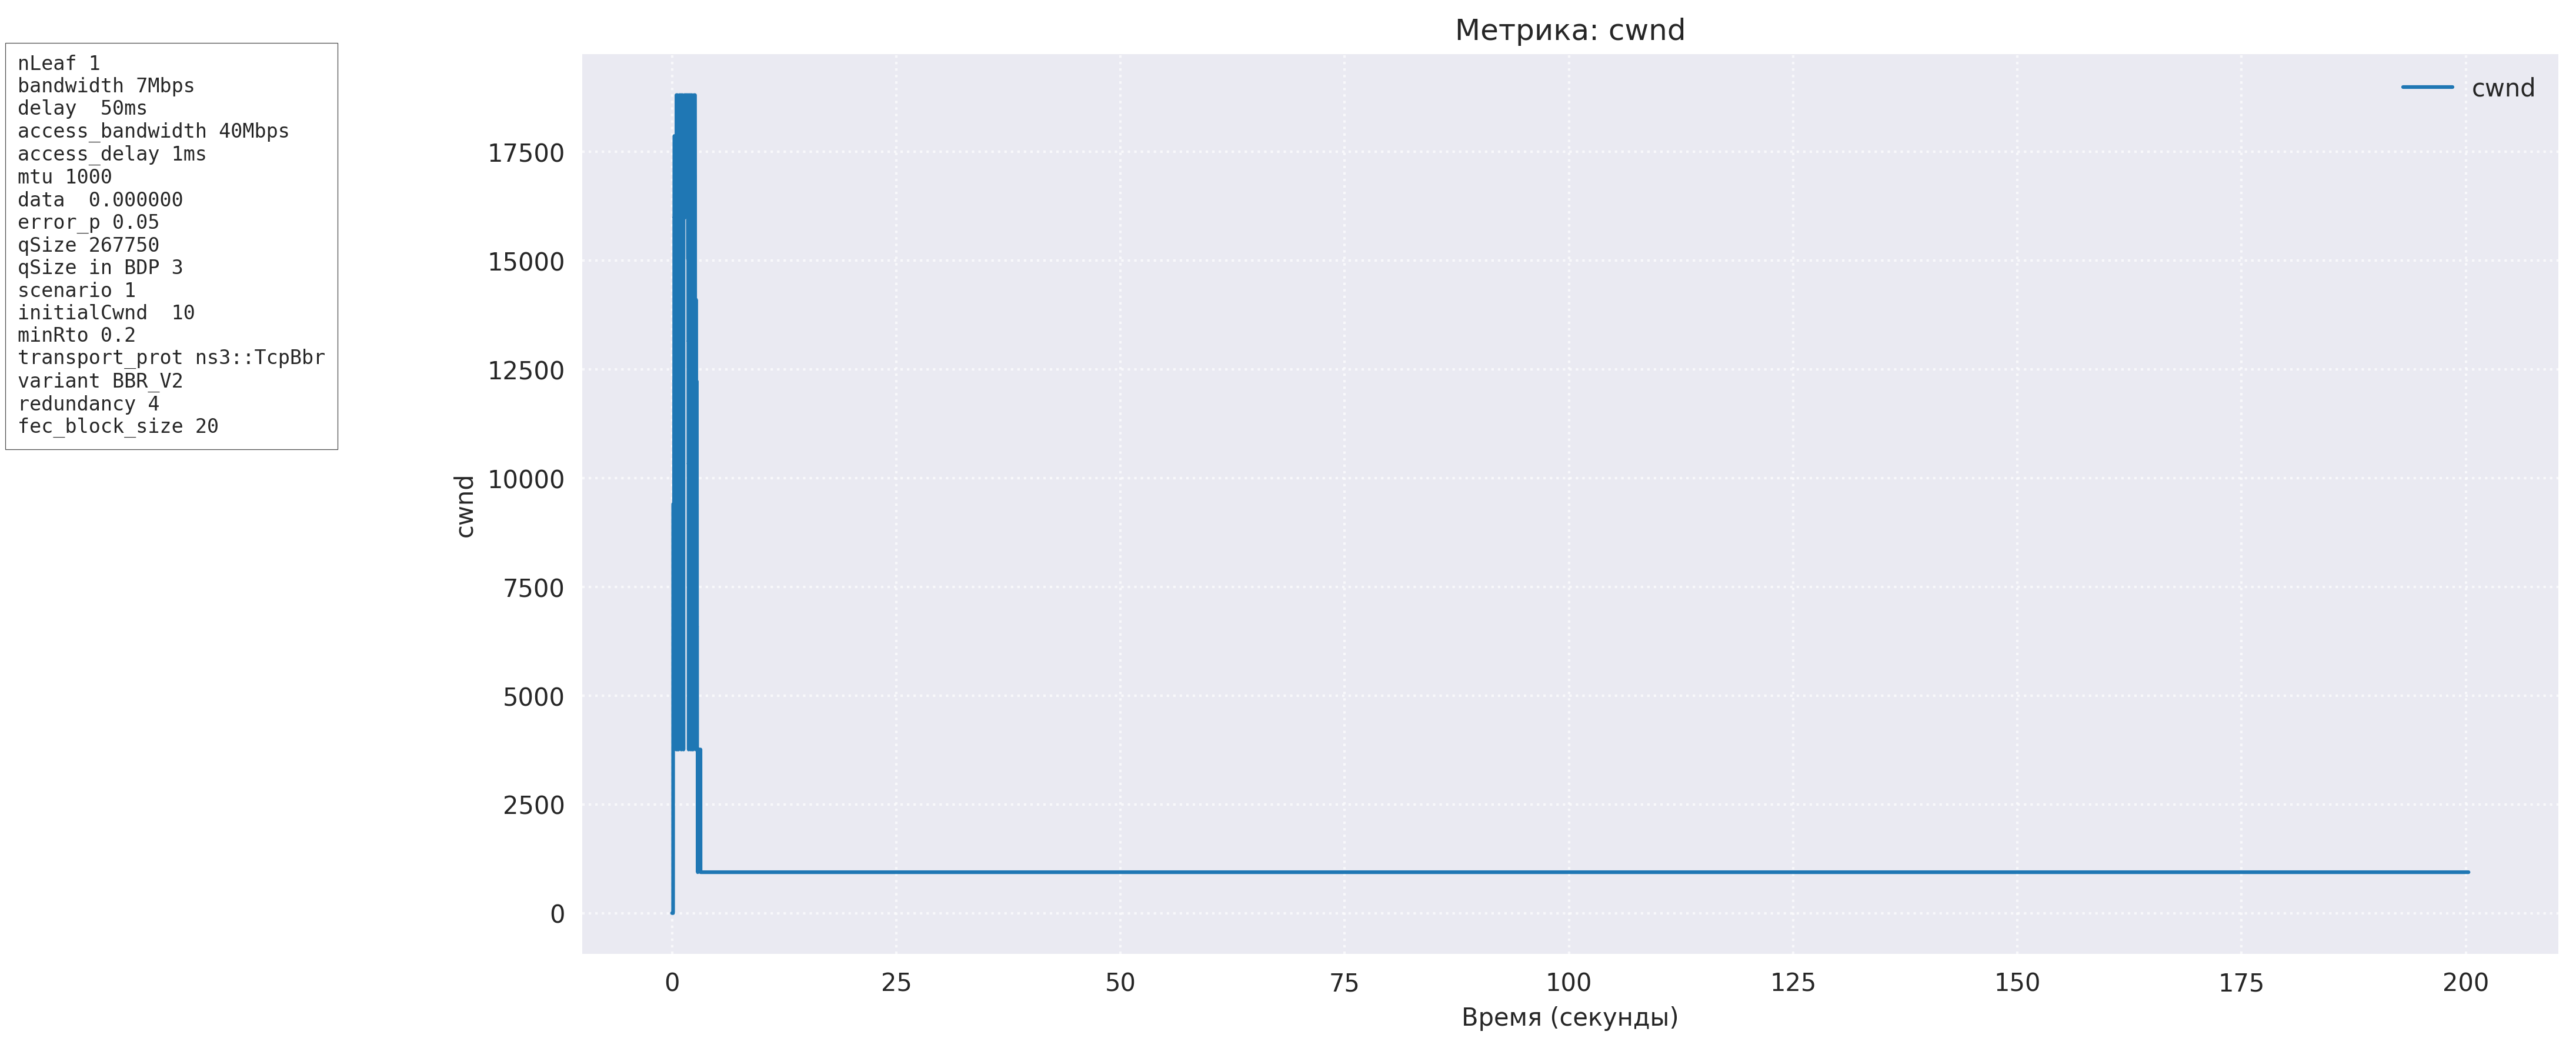 Метрика: cwnd
nLeaf 1
bandwidth 7Mbps
delay  50ms
access_bandwidth 40Mbps
access_delay 1ms
mtu 1000
data  0.000000
error_p 0.05
qSize 267750
qSize in BDP 3
scenario 1
initialCwnd  10
minRto 0.2
transport_prot ns3::TcpBbr
variant BBR_V2
redundancy 4
fec_block_size 20
cwnd
cwnd
17500
15000
12500
10000
7500
5000
2500
0
0 25 50 75 100 125 150 175 200
Время (секунды)